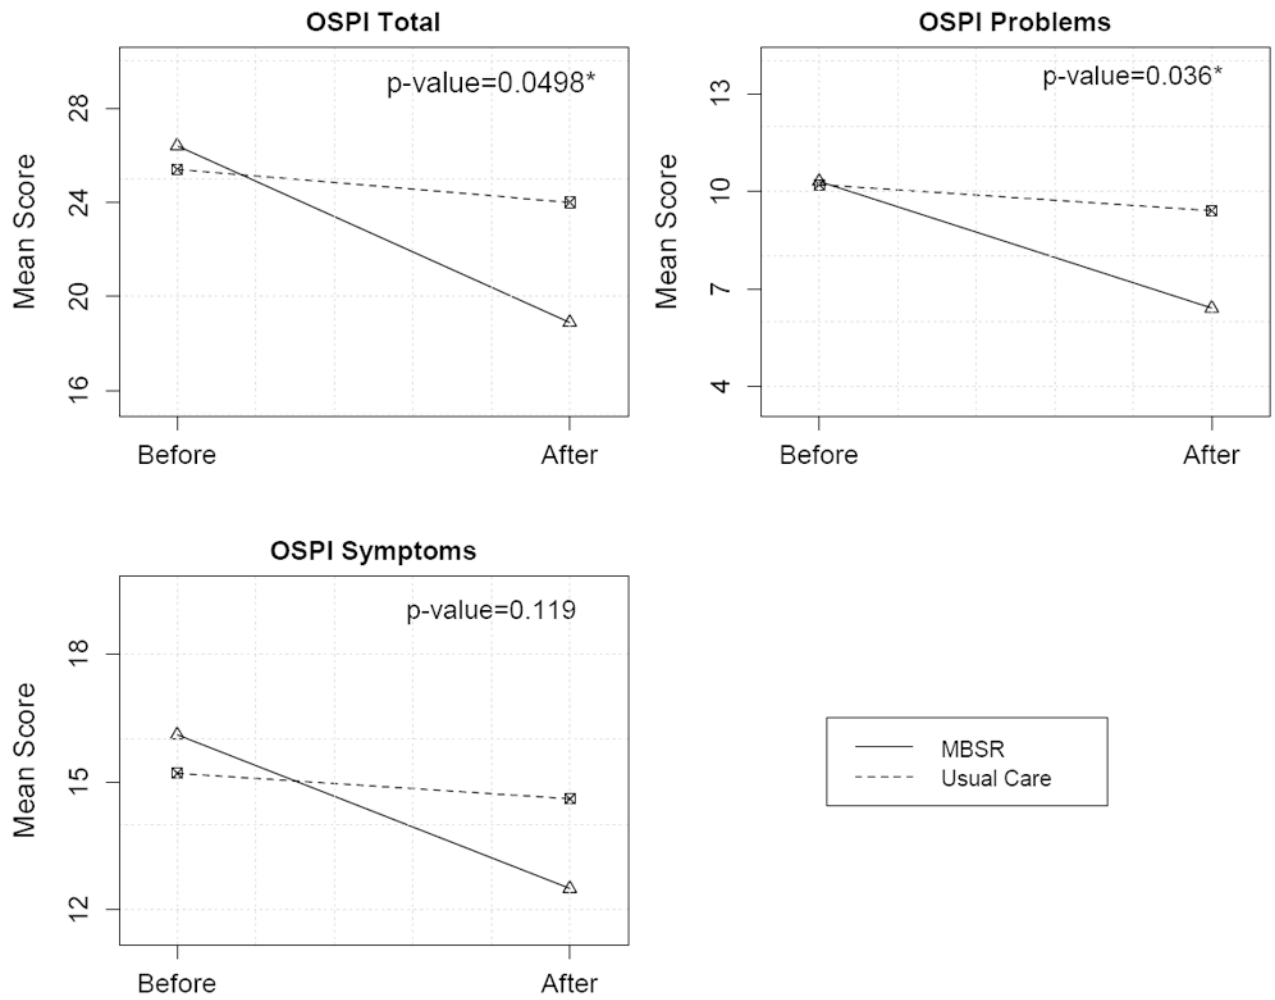 OSPI Total
p-value=0.0498*
Mean Score
28
24
20
16
Before
After
OSPI Problems
p-value=0.036*
Mean Score
13
10
7
4
Before
After
OSPI Symptoms
p-value=0.119
Mean Score
18
15
12
Before
After
MBSR
Usual Care